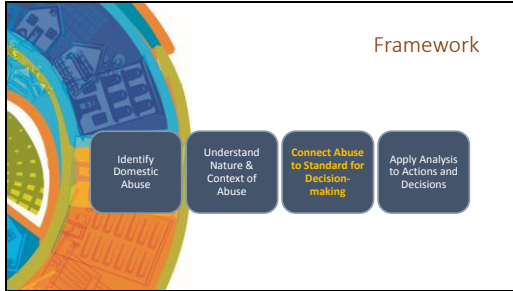 Framework
Identify
Domestic
Abuse
Understand
Nature &
Context of
Abuse
Connect Abuse
to Standard for
Decision-
making
Apply Analysis
to Actions and
Decisions